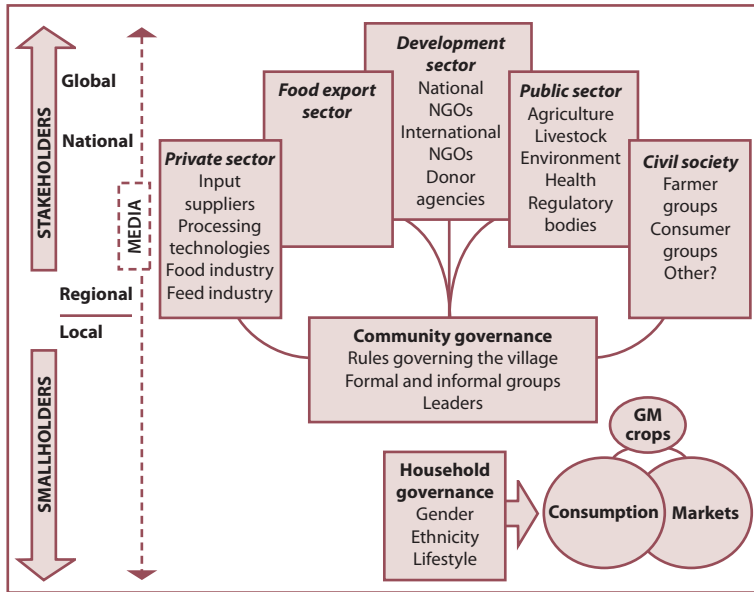 STAKEHOLDERS
SMALLHOLDERS
Global
National
Regional
Local
MEDIA
Private sector
Input
suppliers
Processing
technologies
Food industry
Feed industry
Food export
sector
Development
sector
National
NGOs
International
NGOs
Donor
agencies
Public sector
Agriculture
Livestock
Environment
Health
Regulatory
bodies
Civil society
Farmer
groups
Consumer
groups
Other?
Community governance
Rules governing the village
Formal and informal groups
Leaders
Household
governance
Gender
Ethnicity
Lifestyle
GM
crops
Consumption
Markets